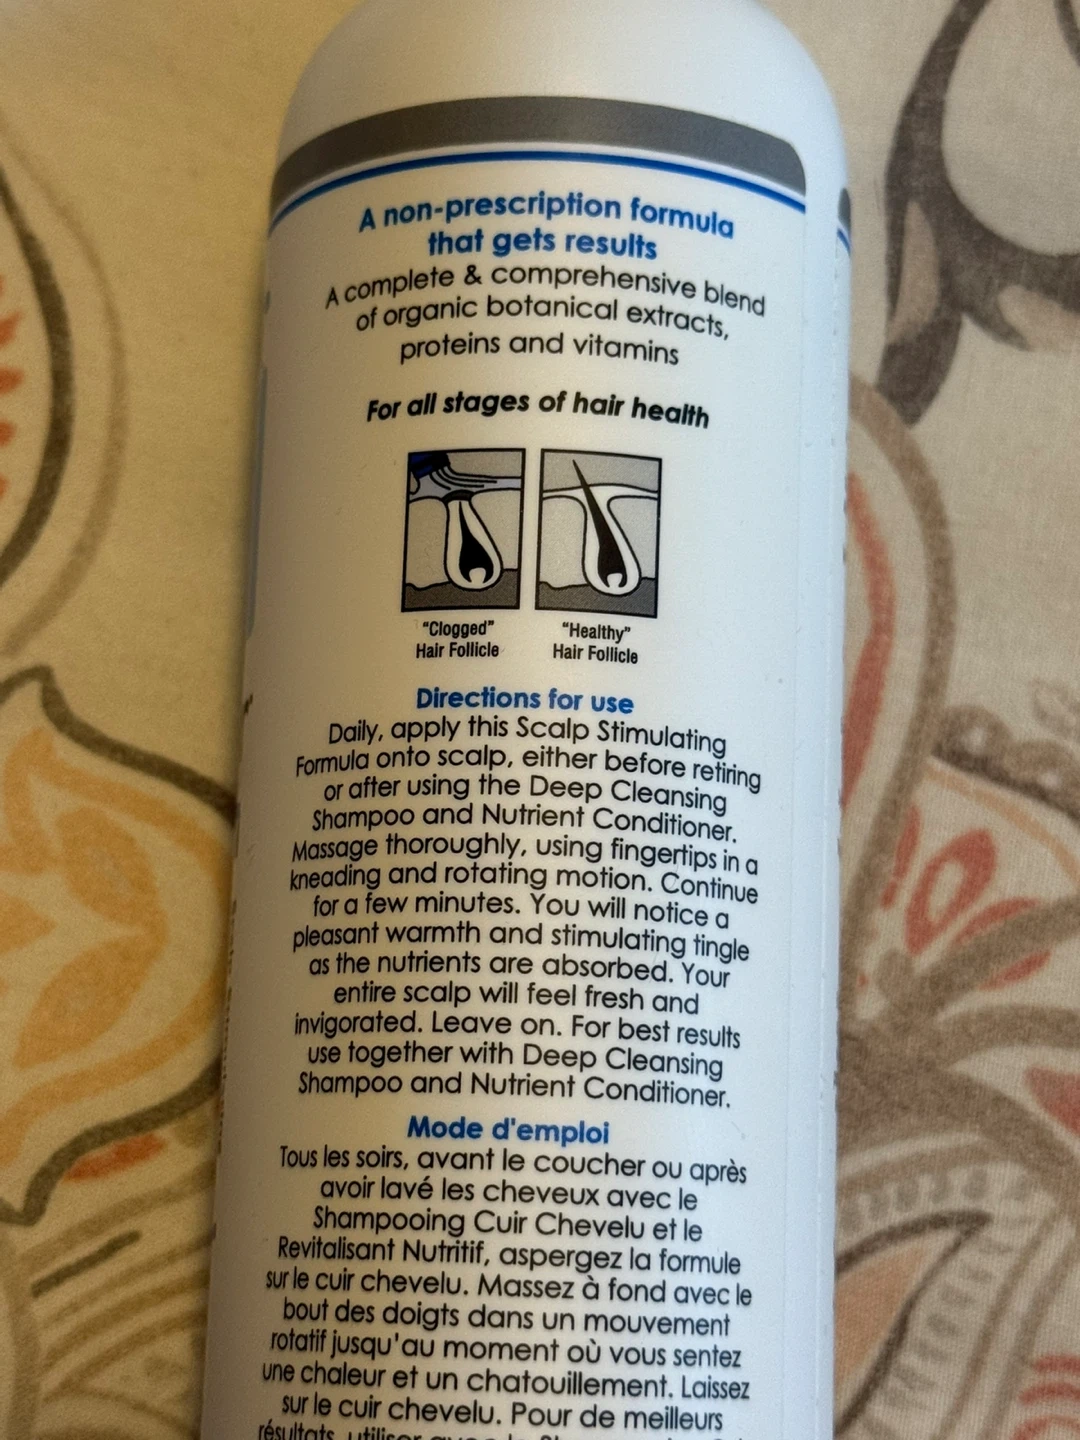 A non-prescription formula
that gets results
A complete & comprehensive blend
of organic botanical extracts,
proteins and vitamins
For all stages of hair health
"Clogged"
Hair Follicle
"Healthy"
Hair Follicle
Directions for use
Daily, apply this Scalp Stimulating
Formula onto scalp, either before retiring
or after using the Deep Cleansing
Shampoo and Nutrient Conditioner.
Massage thoroughly, using fingertips in a
kneading and rotating motion. Continue
for a few minutes. You will notice a
pleasant warmth and stimulating tingle
as the nutrients are absorbed. Your
entire scalp will feel fresh and
invigorated. Leave on. For best results
use together with Deep Cleansing
Shampoo and Nutrient Conditioner.
Mode d'emploi
Tous les soirs, avant le coucher ou après
avoir lavé les cheveux avec le
Shampooing Cuir Chevelu et le
Revitalisant Nutritif, aspergez la formule
sur le cuir chevelu. Massez à fond avec le
bout des doigts dans un mouvement
rotatif jusqu'au moment où vous sentez
une chaleur et un chatouillement. Laissez
sur le cuir chevelu. Pour de meilleurs
résultats, utiliser avec le